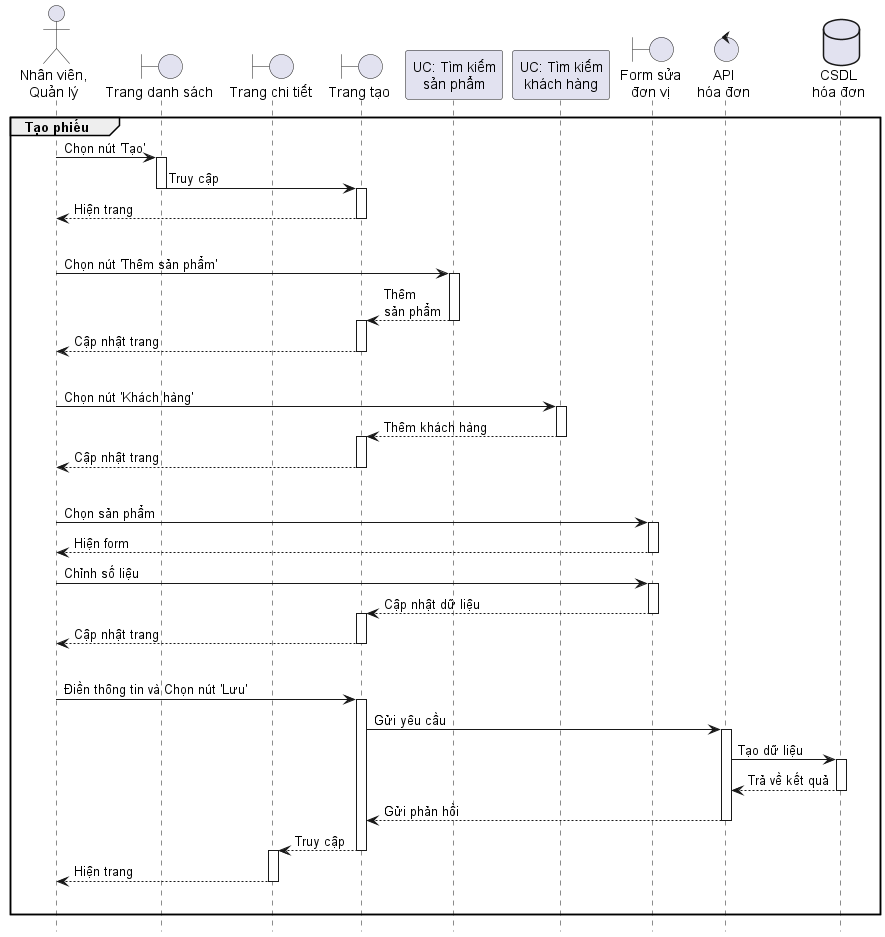 Nhân viên,
Quản lý
Trang danh sách
Trang chi tiết
Trang tạo
UC: Tìm kiếm
sản phẩm
UC: Tìm kiếm
khách hàng
Form sửa
đơn vị
API
hóa đơn
CSDL
hóa đơn
Tạo phiếu
Chọn nút 'Tạo'
Truy cập
Hiện trang
Chọn nút 'Thêm sản phẩm'
Thêm
sản phẩm
Cập nhật trang
Chọn nút 'Khách hàng'
Thêm khách hàng
Cập nhật trang
Chọn sản phẩm
Hiện form
Chỉnh số liệu
Cập nhật dữ liệu
Cập nhật trang
Điền thông tin và Chọn nút 'Lưu'
Gửi yêu cầu
Tạo dữ liệu
Trả về kết quả
Gửi phản hồi
Truy cập
Hiện trang